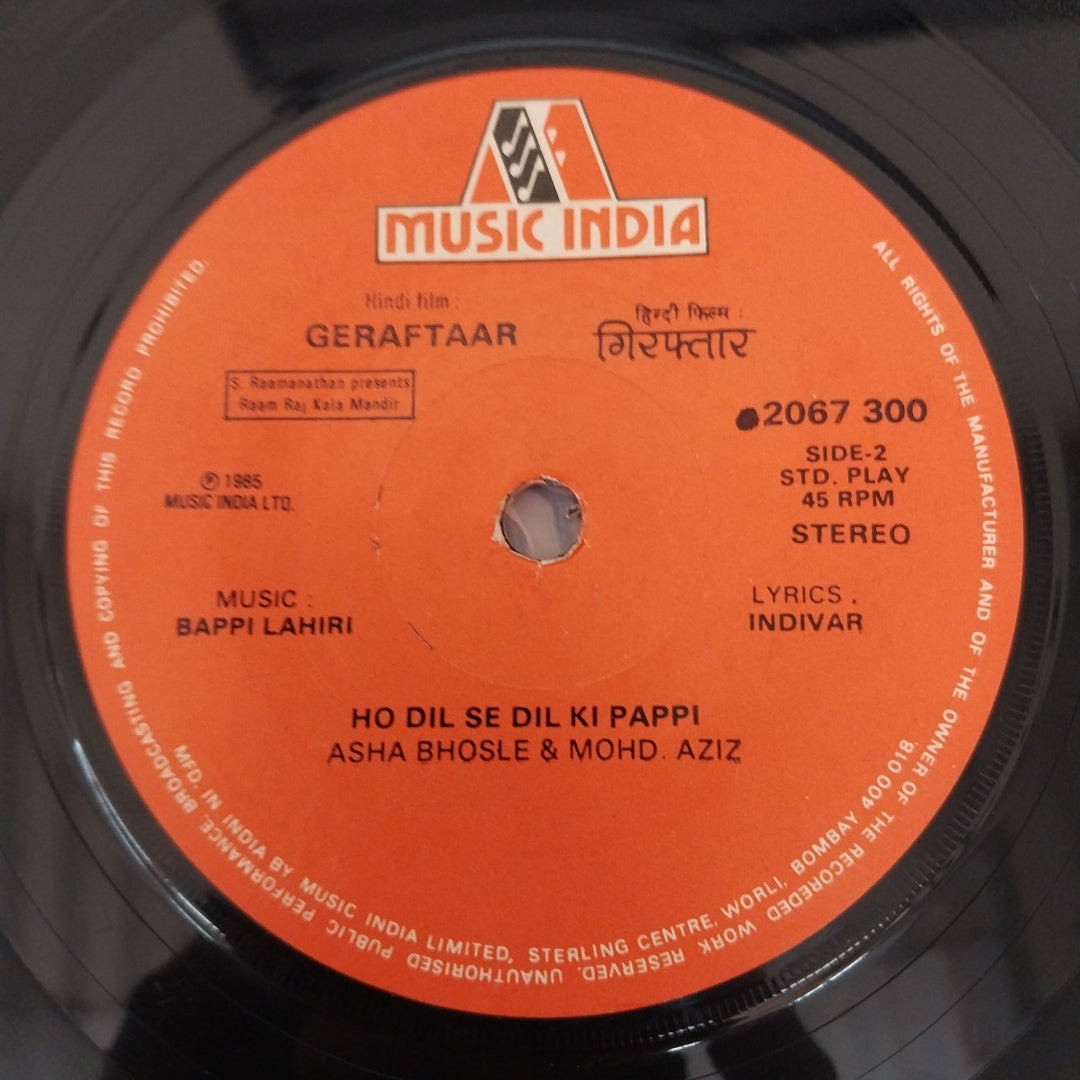 MUSIC INDIA
Hindi film :
GERAFTAAR
हिन्दी फिल्म :
गिरफ्तार
S. Raamanathan presents
Raam Raj Kala Mandir
2067 300
SIDE-2
STD. PLAY
45 RPM
STEREO
℗ 1985
MUSIC INDIA LTD.
MUSIC :
BAPPI LAHIRI
LYRICS .
INDIVAR
HO DIL SE DIL KI PAPPI
ASHA BHOSLE & MOHD. AZIZ
ALL RIGHTS OF THE MANUFACTURER AND OF THE OWNER OF THE RECOREDED WORK RESERVED. UNAUTHORISED PUBLIC PERFORMANCE, BROADCASTING AND COPYING OF THIS RECORD PROHIBITED.
MFD. IN INDIA BY MUSIC INDIA LIMITED, STERLING CENTRE, WORLI, BOMBAY 400 018.